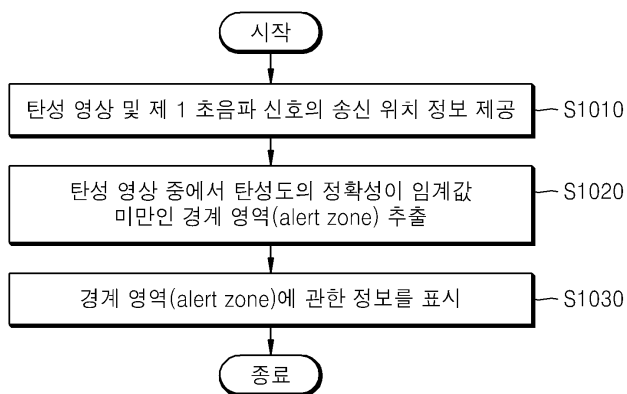 시작
탄성 영상 및 제 1 초음파 신호의 송신 위치 정보 제공
S1010
탄성 영상 중에서 탄성도의 정확성이 임계값
미만인 경계 영역(alert zone) 추출
S1020
경계 영역(alert zone)에 관한 정보를 표시
S1030
종료